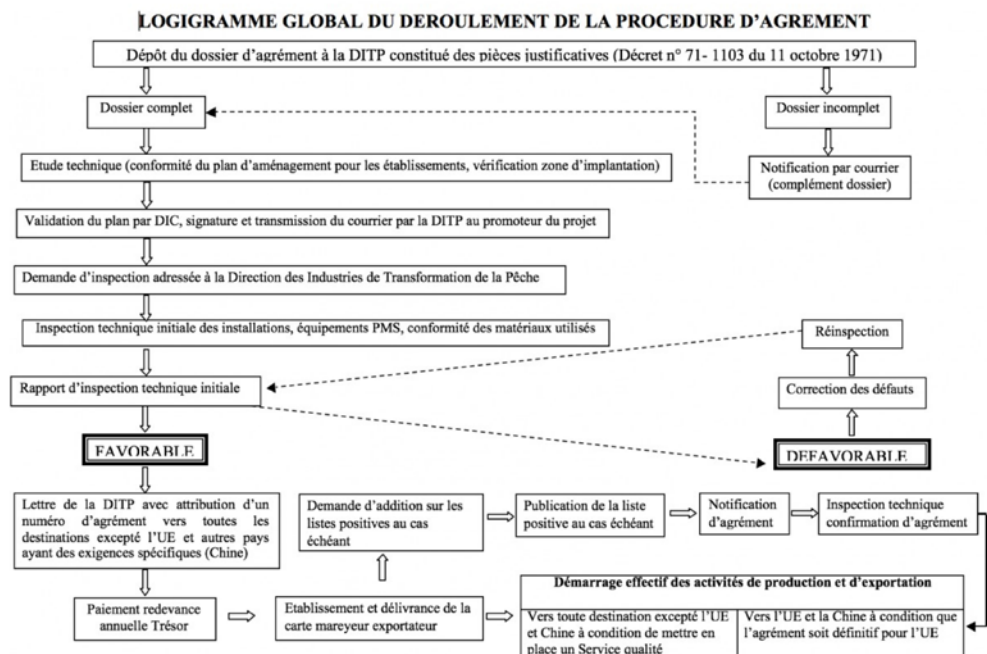 LOGIGRAMME GLOBAL DU DEROULEMENT DE LA PROCEDURE D'AGREMENT
Dépôt du dossier d'agrément à la DITP constitué des pièces justificatives (Décret n° 71- 1103 du 11 octobre 1971)
Dossier complet
Dossier incomplet
Etude technique (conformité du plan d'aménagement pour les établissements, vérification zone d'implantation)
Notification par courrier
(complément dossier)
Validation du plan par DIC, signature et transmission du courrier par la DITP au promoteur du projet
Demande d'inspection adressée à la Direction des Industries de Transformation de la Pêche
Inspection technique initiale des installations, équipements PMS, conformité des matériaux utilisés
Réinspection
Rapport d'inspection technique initiale
Correction des défauts
FAVORABLE
DEFAVORABLE
Lettre de la DITP avec attribution d'un
numéro d'agrément vers toutes les
destinations excepté l'UE et autres pays
ayant des exigences spécifiques (Chine)
Demande d'addition sur les
listes positives au cas
échéant
Publication de la liste
positive au cas échéant
Notification
d'agrément
Inspection technique
confirmation d'agrément
Paiement redevance
annuelle Trésor
Etablissement et délivrance de la
carte mareyeur exportateur
Démarrage effectif des activités de production et d'exportation
Vers toute destination excepté l'UE
et Chine à condition de mettre en
place un Service qualité
Vers l'UE et la Chine à condition que
l'agrément soit définitif pour l'UE